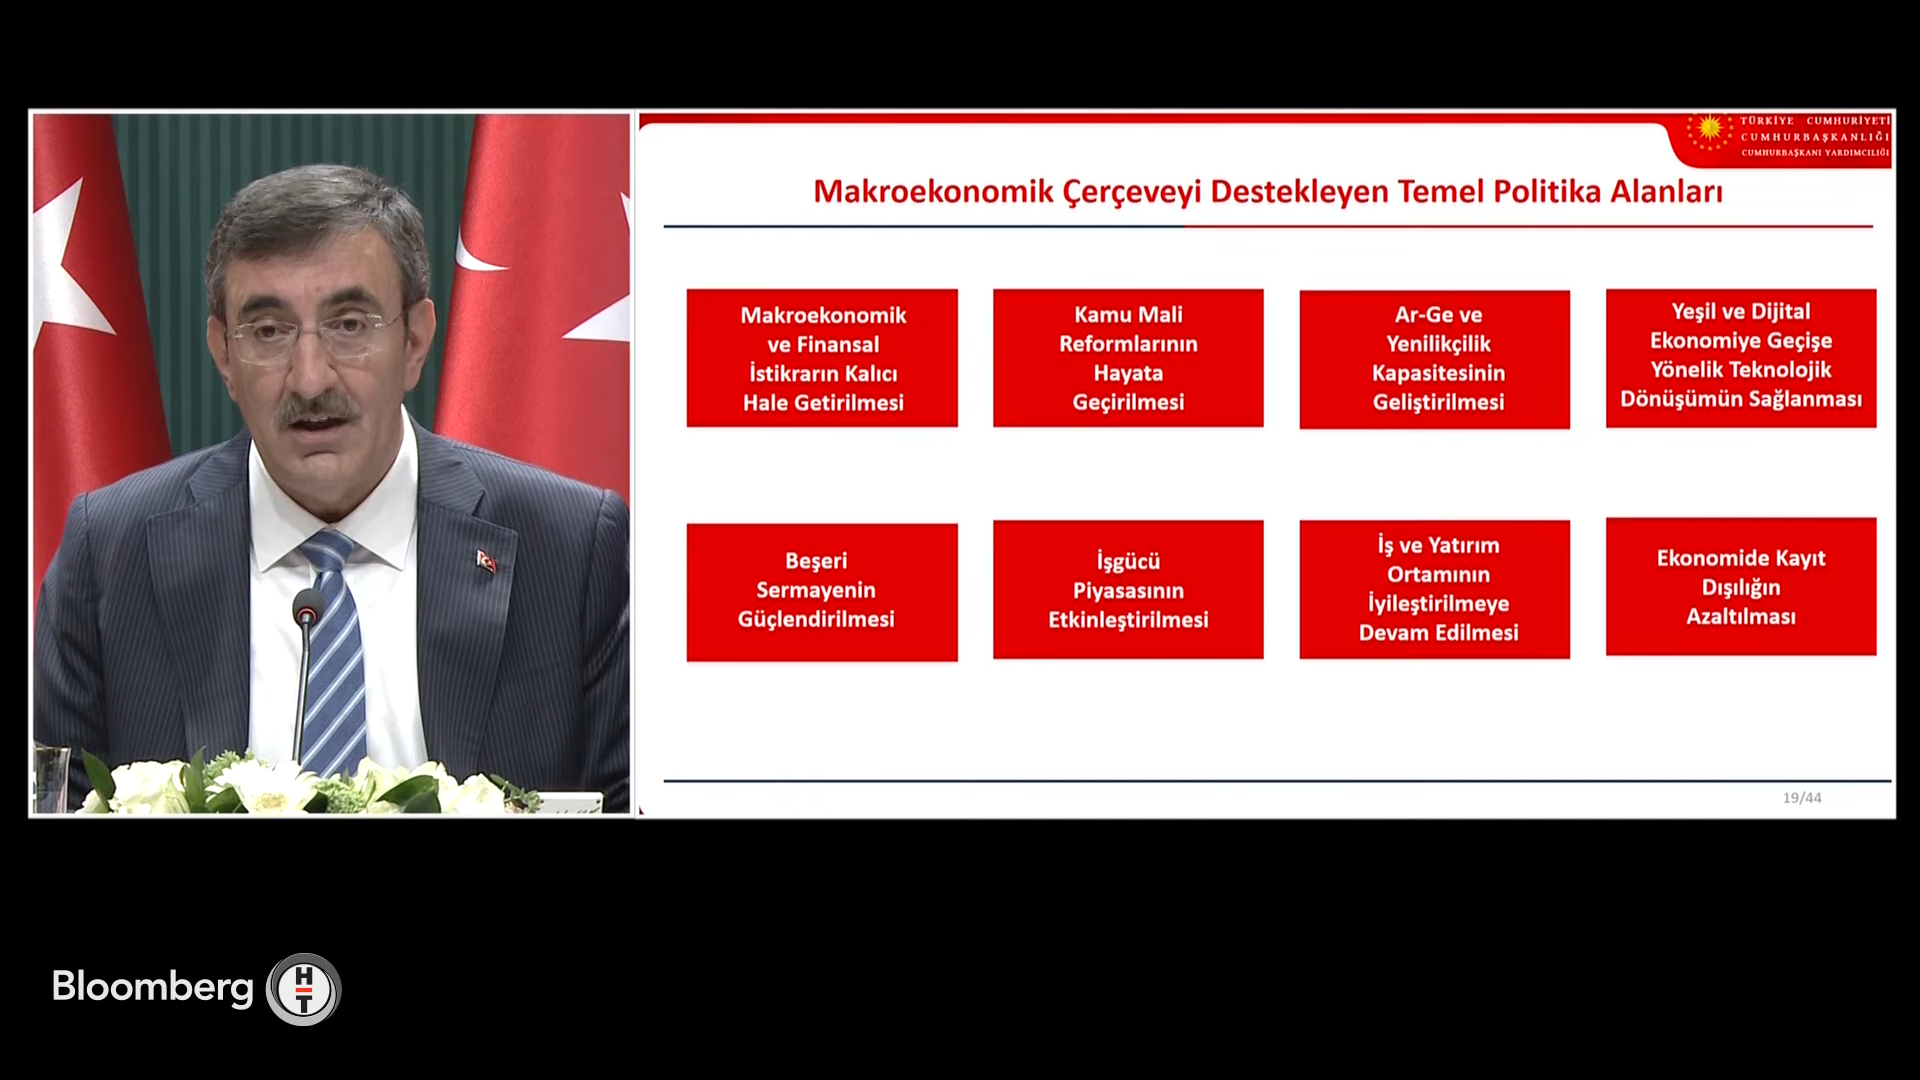 TÜRKİYE CUMHURİYETİ
CUMHURBAŞKANLIĞI
CUMHURBAŞKANI YARDIMCILIĞI
Makroekonomik Çerçeveyi Destekleyen Temel Politika Alanları
Makroekonomik
ve Finansal
İstikrarın Kalıcı
Hale Getirilmesi
Kamu Mali
Reformlarının
Hayata
Geçirilmesi
Ar-Ge ve
Yenilikçilik
Kapasitesinin
Geliştirilmesi
Yeşil ve Dijital
Ekonomiye Geçişe
Yönelik Teknolojik
Dönüşümün Sağlanması
Beşeri
Sermayenin
Güçlendirilmesi
İşgücü
Piyasasının
Etkinleştirilmesi
İş ve Yatırım
Ortamının
İyileştirilmeye
Devam Edilmesi
Ekonomide Kayıt
Dışılığın
Azaltılması
19/44
Bloomberg HT